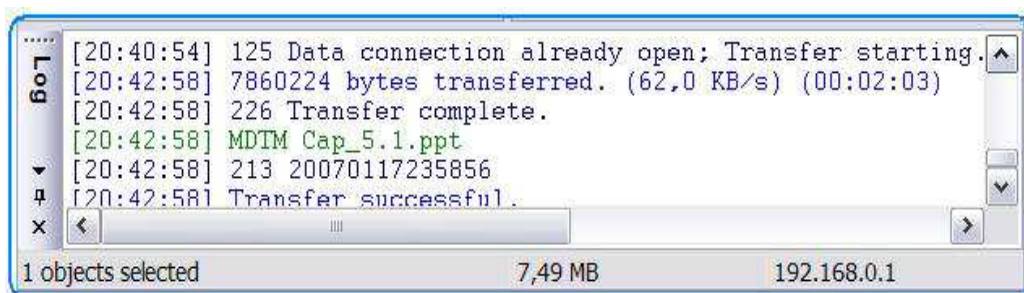 Log
[20:40:54] 125 Data connection already open; Transfer starting.
[20:42:58] 7860224 bytes transferred. (62,0 KB/s) (00:02:03)
[20:42:58] 226 Transfer complete.
[20:42:58] MDTM Cap_5.1.ppt
[20:42:58] 213 20070117235856
[20:42:58] Transfer successful.
1 objects selected 7,49 MB 192.168.0.1